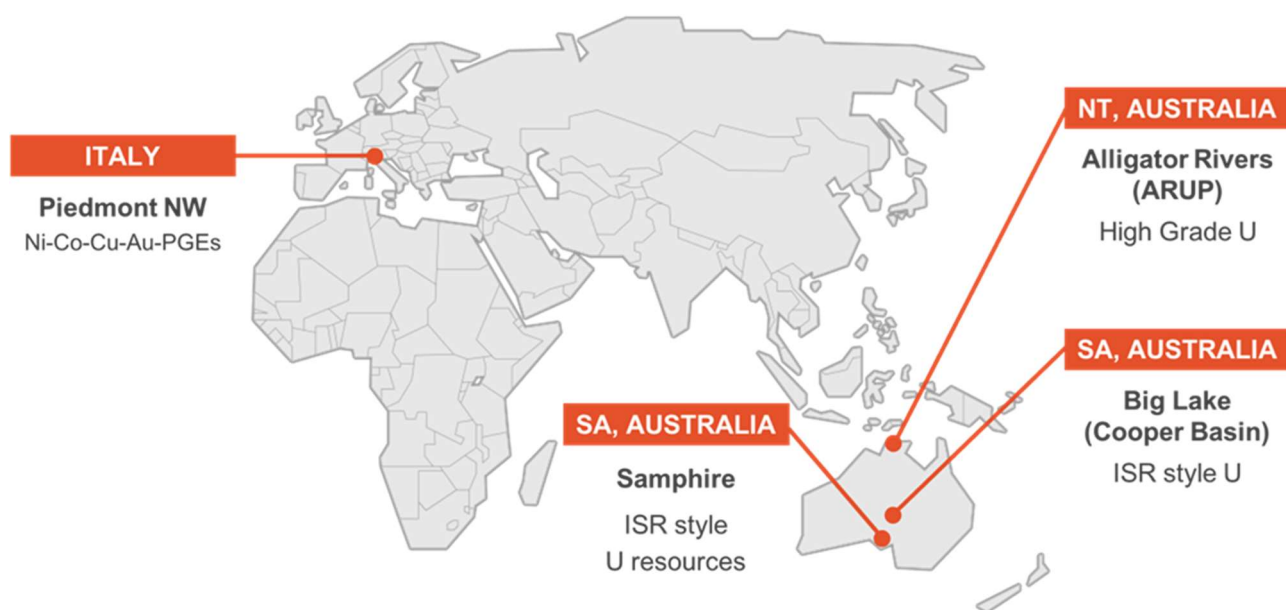 ITALY
Piedmont NW
Ni-Co-Cu-Au-PGEs
NT, AUSTRALIA
Alligator Rivers
(ARUP)
High Grade U
SA, AUSTRALIA
Big Lake
(Cooper Basin)
ISR style U
SA, AUSTRALIA
Samphire
ISR style
U resources